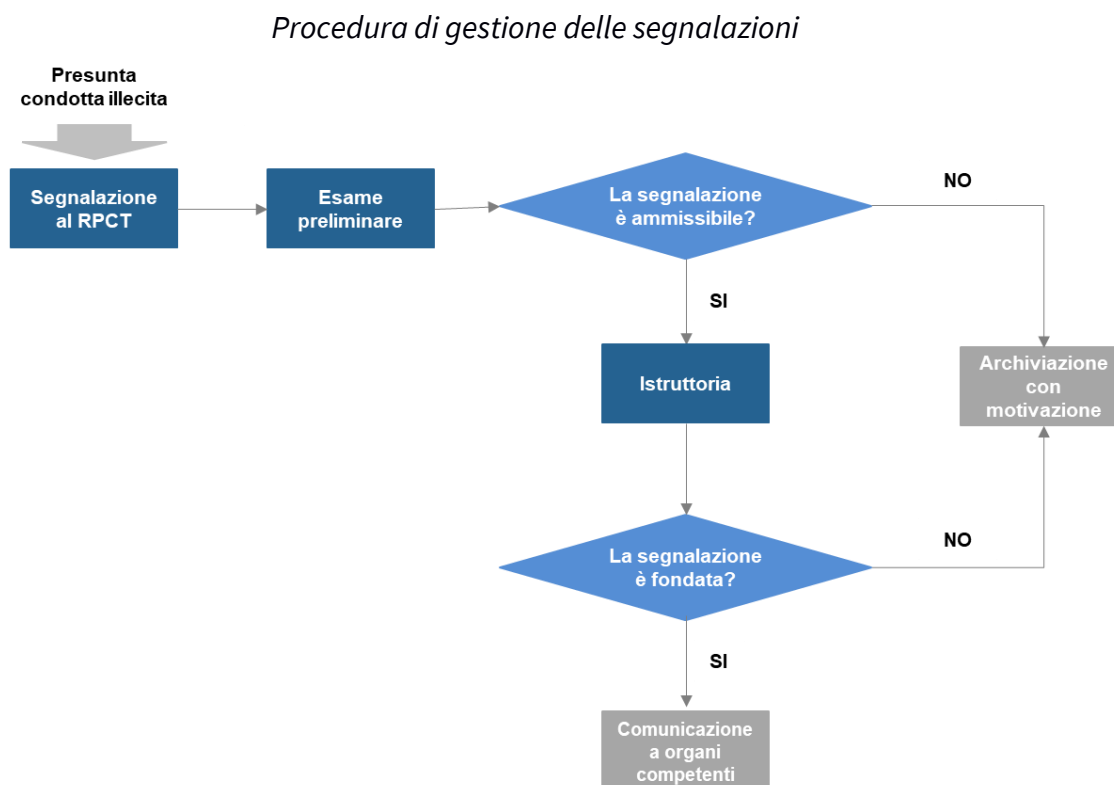 Procedura di gestione delle segnalazioni
Presunta
condotta illecita
Segnalazione
al RPCT
Esame
preliminare
La segnalazione
è ammissibile?
NO
SI
Istruttoria
Archiviazione
con
motivazione
La segnalazione
è fondata?
NO
SI
Comunicazione
a organi
competenti